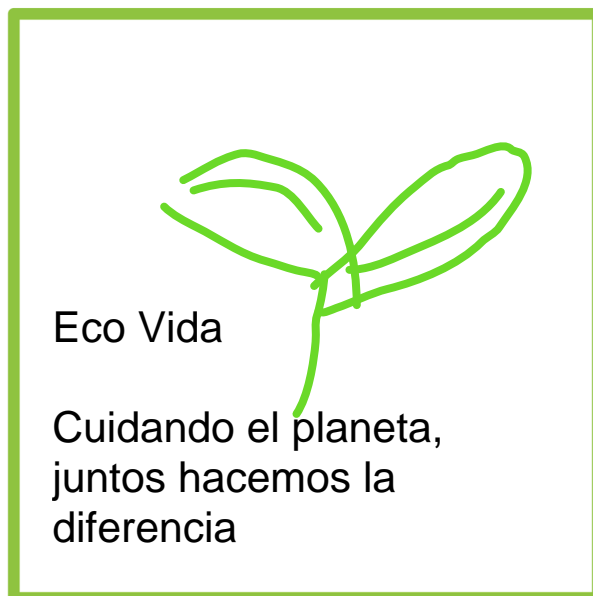 Eco Vida
Cuidando el planeta,
juntos hacemos la
diferencia